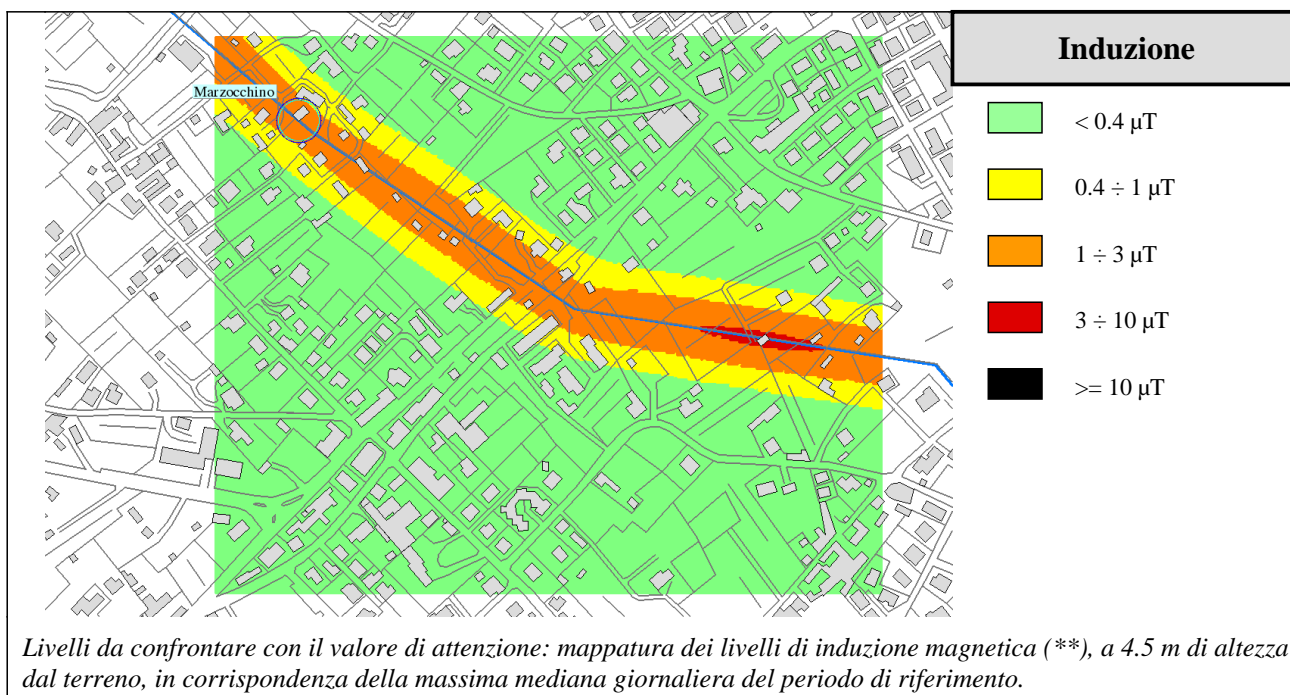 Induzione
Marzocchino
< 0.4 µT
0.4 ÷ 1 µT
1 ÷ 3 µT
3 ÷ 10 µT
>= 10 µT
Livelli da confrontare con il valore di attenzione: mappatura dei livelli di induzione magnetica (**), a 4.5 m di altezza
dal terreno, in corrispondenza della massima mediana giornaliera del periodo di riferimento.